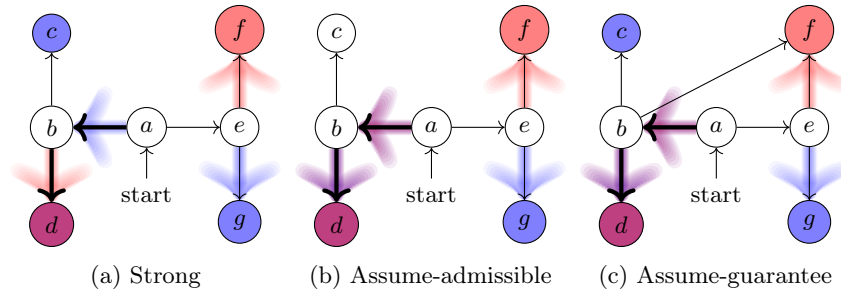 c f c f c f
b a e b a e b a e
start start start
d g d g d g
(a) Strong (b) Assume-admissible (c) Assume-guarantee